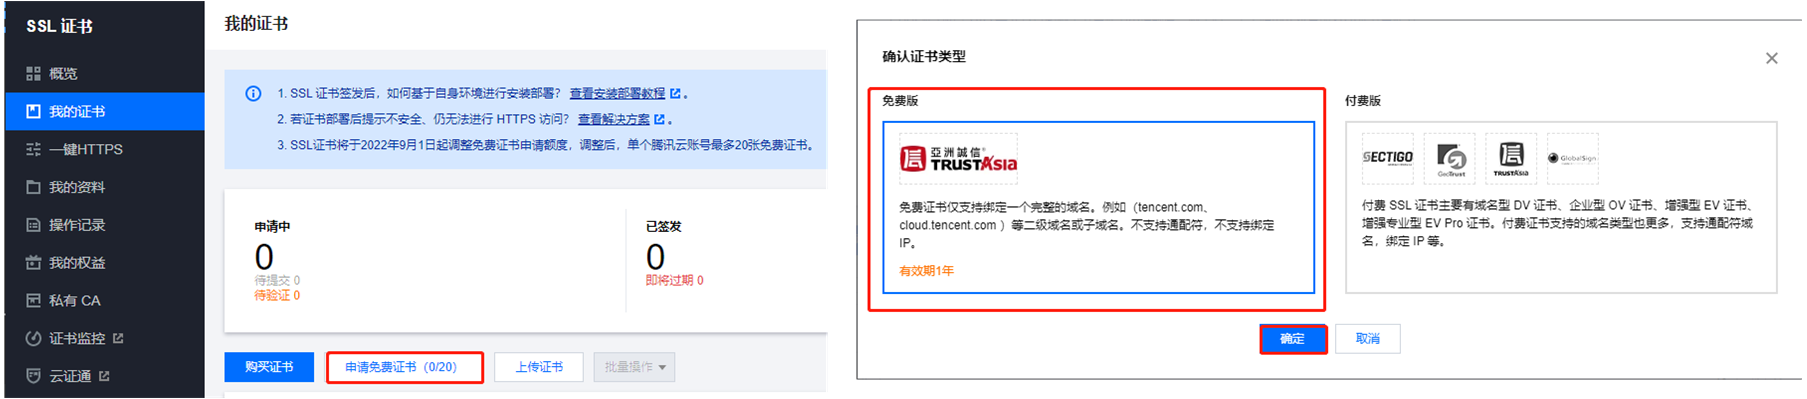 SSL 证书
概览
我的证书
一键HTTPS
我的资料
操作记录
我的权益
私有 CA
证书监控
云证通
我的证书
1. SSL 证书签发后，如何基于自身环境进行安装部署？ 查看安装部署教程 。
2. 若证书部署后提示不安全、仍无法进行 HTTPS 访问？ 查看解决方案 。
3. SSL证书将于2022年9月1日起调整免费证书申请额度，调整后，单个腾讯云账号最多20张免费证书。
申请中
0
待提交 0
待验证 0
已签发
0
即将过期 0
购买证书
申请免费证书（0/20）
上传证书
批量操作
确认证书类型
免费版
亞洲誠信
TRUSTAsia
免费证书仅支持绑定一个完整的域名。例如（tencent.com、
cloud.tencent.com ）等二级域名或子域名。不支持通配符，不支持绑定
IP。
有效期1年
付费版
SECTIGO
GeoTrust
TRUSTAsia
GlobalSign
付费 SSL 证书主要有域名型 DV 证书、企业型 OV 证书、增强型 EV 证书、
增强专业型 EV Pro 证书。付费证书支持的域名类型也更多，支持通配符域
名，绑定 IP 等。
确定
取消